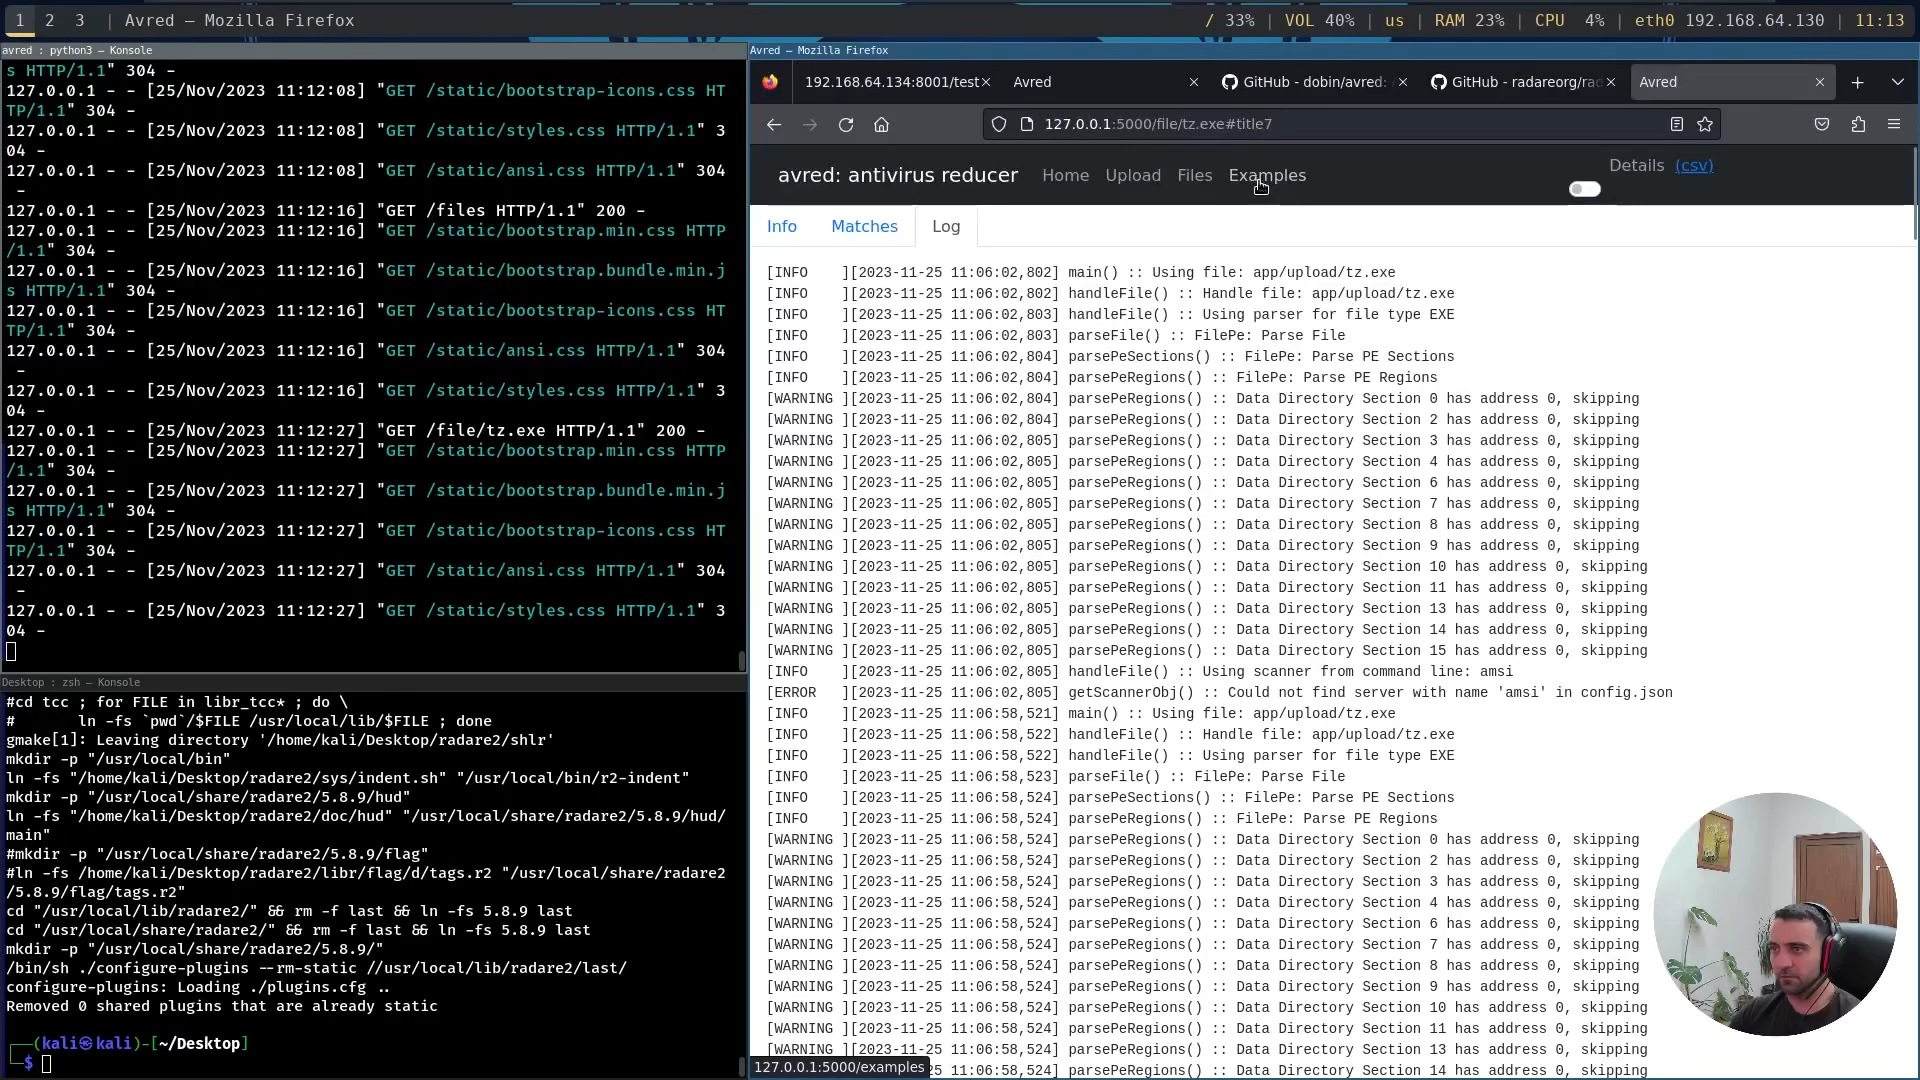 1 2 3 | Avred — Mozilla Firefox
/ 33% | VOL 40% | us | RAM 23% | CPU 4% | eth0 192.168.64.130 | 11:13
avred : python3 — Konsole
s HTTP/1.1" 304 -
127.0.0.1 - - [25/Nov/2023 11:12:08] "GET /static/bootstrap-icons.css HT
TP/1.1" 304 -
127.0.0.1 - - [25/Nov/2023 11:12:08] "GET /static/styles.css HTTP/1.1" 3
04 -
127.0.0.1 - - [25/Nov/2023 11:12:08] "GET /static/ansi.css HTTP/1.1" 304
-
127.0.0.1 - - [25/Nov/2023 11:12:16] "GET /files HTTP/1.1" 200 -
127.0.0.1 - - [25/Nov/2023 11:12:16] "GET /static/bootstrap.min.css HTTP
/1.1" 304 -
127.0.0.1 - - [25/Nov/2023 11:12:16] "GET /static/bootstrap.bundle.min.j
s HTTP/1.1" 304 -
127.0.0.1 - - [25/Nov/2023 11:12:16] "GET /static/bootstrap-icons.css HT
TP/1.1" 304 -
127.0.0.1 - - [25/Nov/2023 11:12:16] "GET /static/ansi.css HTTP/1.1" 304
-
127.0.0.1 - - [25/Nov/2023 11:12:16] "GET /static/styles.css HTTP/1.1" 3
04 -
127.0.0.1 - - [25/Nov/2023 11:12:27] "GET /file/tz.exe HTTP/1.1" 200 -
127.0.0.1 - - [25/Nov/2023 11:12:27] "GET /static/bootstrap.min.css HTTP
/1.1" 304 -
127.0.0.1 - - [25/Nov/2023 11:12:27] "GET /static/bootstrap.bundle.min.j
s HTTP/1.1" 304 -
127.0.0.1 - - [25/Nov/2023 11:12:27] "GET /static/bootstrap-icons.css HT
TP/1.1" 304 -
127.0.0.1 - - [25/Nov/2023 11:12:27] "GET /static/ansi.css HTTP/1.1" 304
-
127.0.0.1 - - [25/Nov/2023 11:12:27] "GET /static/styles.css HTTP/1.1" 3
04 -
Desktop : zsh — Konsole
#cd tcc ; for FILE in libr_tcc* ; do \
#       ln -fs `pwd`/$FILE /usr/local/lib/$FILE ; done
gmake[1]: Leaving directory '/home/kali/Desktop/radare2/shlr'
mkdir -p "/usr/local/bin"
ln -fs "/home/kali/Desktop/radare2/sys/indent.sh" "/usr/local/bin/r2-indent"
mkdir -p "/usr/local/share/radare2/5.8.9/hud"
ln -fs "/home/kali/Desktop/radare2/doc/hud" "/usr/local/share/radare2/5.8.9/hud/
main"
#mkdir -p "/usr/local/share/radare2/5.8.9/flag"
#ln -fs /home/kali/Desktop/radare2/libr/flag/d/tags.r2 "/usr/local/share/radare2
/5.8.9/flag/tags.r2"
cd "/usr/local/lib/radare2/" && rm -f last && ln -fs 5.8.9 last
cd "/usr/local/share/radare2/" && rm -f last && ln -fs 5.8.9 last
mkdir -p "/usr/local/share/radare2/5.8.9/"
/bin/sh ./configure-plugins --rm-static //usr/local/lib/radare2/last/
configure-plugins: Loading ./plugins.cfg ..
Removed 0 shared plugins that are already static
┌──(kali㉿kali)-[~/Desktop]
└─$
Avred — Mozilla Firefox
192.168.64.134:8001/test Avred GitHub - dobin/avred: GitHub - radareorg/rad Avred
127.0.0.1:5000/file/tz.exe#title7
avred: antivirus reducer Home Upload Files Examples Details (csv)
Info Matches Log
[INFO    ][2023-11-25 11:06:02,802] main() :: Using file: app/upload/tz.exe
[INFO    ][2023-11-25 11:06:02,802] handleFile() :: Handle file: app/upload/tz.exe
[INFO    ][2023-11-25 11:06:02,803] handleFile() :: Using parser for file type EXE
[INFO    ][2023-11-25 11:06:02,803] parseFile() :: FilePe: Parse File
[INFO    ][2023-11-25 11:06:02,804] parsePeSections() :: FilePe: Parse PE Sections
[INFO    ][2023-11-25 11:06:02,804] parsePeRegions() :: FilePe: Parse PE Regions
[WARNING ][2023-11-25 11:06:02,804] parsePeRegions() :: Data Directory Section 0 has address 0, skipping
[WARNING ][2023-11-25 11:06:02,804] parsePeRegions() :: Data Directory Section 2 has address 0, skipping
[WARNING ][2023-11-25 11:06:02,805] parsePeRegions() :: Data Directory Section 3 has address 0, skipping
[WARNING ][2023-11-25 11:06:02,805] parsePeRegions() :: Data Directory Section 4 has address 0, skipping
[WARNING ][2023-11-25 11:06:02,805] parsePeRegions() :: Data Directory Section 6 has address 0, skipping
[WARNING ][2023-11-25 11:06:02,805] parsePeRegions() :: Data Directory Section 7 has address 0, skipping
[WARNING ][2023-11-25 11:06:02,805] parsePeRegions() :: Data Directory Section 8 has address 0, skipping
[WARNING ][2023-11-25 11:06:02,805] parsePeRegions() :: Data Directory Section 9 has address 0, skipping
[WARNING ][2023-11-25 11:06:02,805] parsePeRegions() :: Data Directory Section 10 has address 0, skipping
[WARNING ][2023-11-25 11:06:02,805] parsePeRegions() :: Data Directory Section 11 has address 0, skipping
[WARNING ][2023-11-25 11:06:02,805] parsePeRegions() :: Data Directory Section 13 has address 0, skipping
[WARNING ][2023-11-25 11:06:02,805] parsePeRegions() :: Data Directory Section 14 has address 0, skipping
[WARNING ][2023-11-25 11:06:02,805] parsePeRegions() :: Data Directory Section 15 has address 0, skipping
[INFO    ][2023-11-25 11:06:02,805] handleFile() :: Using scanner from command line: amsi
[ERROR   ][2023-11-25 11:06:02,805] getScannerObj() :: Could not find server with name 'amsi' in config.json
[INFO    ][2023-11-25 11:06:58,521] main() :: Using file: app/upload/tz.exe
[INFO    ][2023-11-25 11:06:58,522] handleFile() :: Handle file: app/upload/tz.exe
[INFO    ][2023-11-25 11:06:58,522] handleFile() :: Using parser for file type EXE
[INFO    ][2023-11-25 11:06:58,523] parseFile() :: FilePe: Parse File
[INFO    ][2023-11-25 11:06:58,524] parsePeSections() :: FilePe: Parse PE Sections
[INFO    ][2023-11-25 11:06:58,524] parsePeRegions() :: FilePe: Parse PE Regions
[WARNING ][2023-11-25 11:06:58,524] parsePeRegions() :: Data Directory Section 0 has address 0, skipping
[WARNING ][2023-11-25 11:06:58,524] parsePeRegions() :: Data Directory Section 2 has address 0, skipping
[WARNING ][2023-11-25 11:06:58,524] parsePeRegions() :: Data Directory Section 3 has address 0, skipping
[WARNING ][2023-11-25 11:06:58,524] parsePeRegions() :: Data Directory Section 4 has address 0, skipping
[WARNING ][2023-11-25 11:06:58,524] parsePeRegions() :: Data Directory Section 6 has address 0, skipping
[WARNING ][2023-11-25 11:06:58,524] parsePeRegions() :: Data Directory Section 7 has address 0, skipping
[WARNING ][2023-11-25 11:06:58,524] parsePeRegions() :: Data Directory Section 8 has address 0, skipping
[WARNING ][2023-11-25 11:06:58,524] parsePeRegions() :: Data Directory Section 9 has address 0, skipping
[WARNING ][2023-11-25 11:06:58,524] parsePeRegions() :: Data Directory Section 10 has address 0, skipping
[WARNING ][2023-11-25 11:06:58,524] parsePeRegions() :: Data Directory Section 11 has address 0, skipping
[WARNING ][2023-11-25 11:06:58,524] parsePeRegions() :: Data Directory Section 13 has address 0, skipping
127.0.0.1:5000/examples 25 11:06:58,524] parsePeRegions() :: Data Directory Section 14 has address 0, skipping